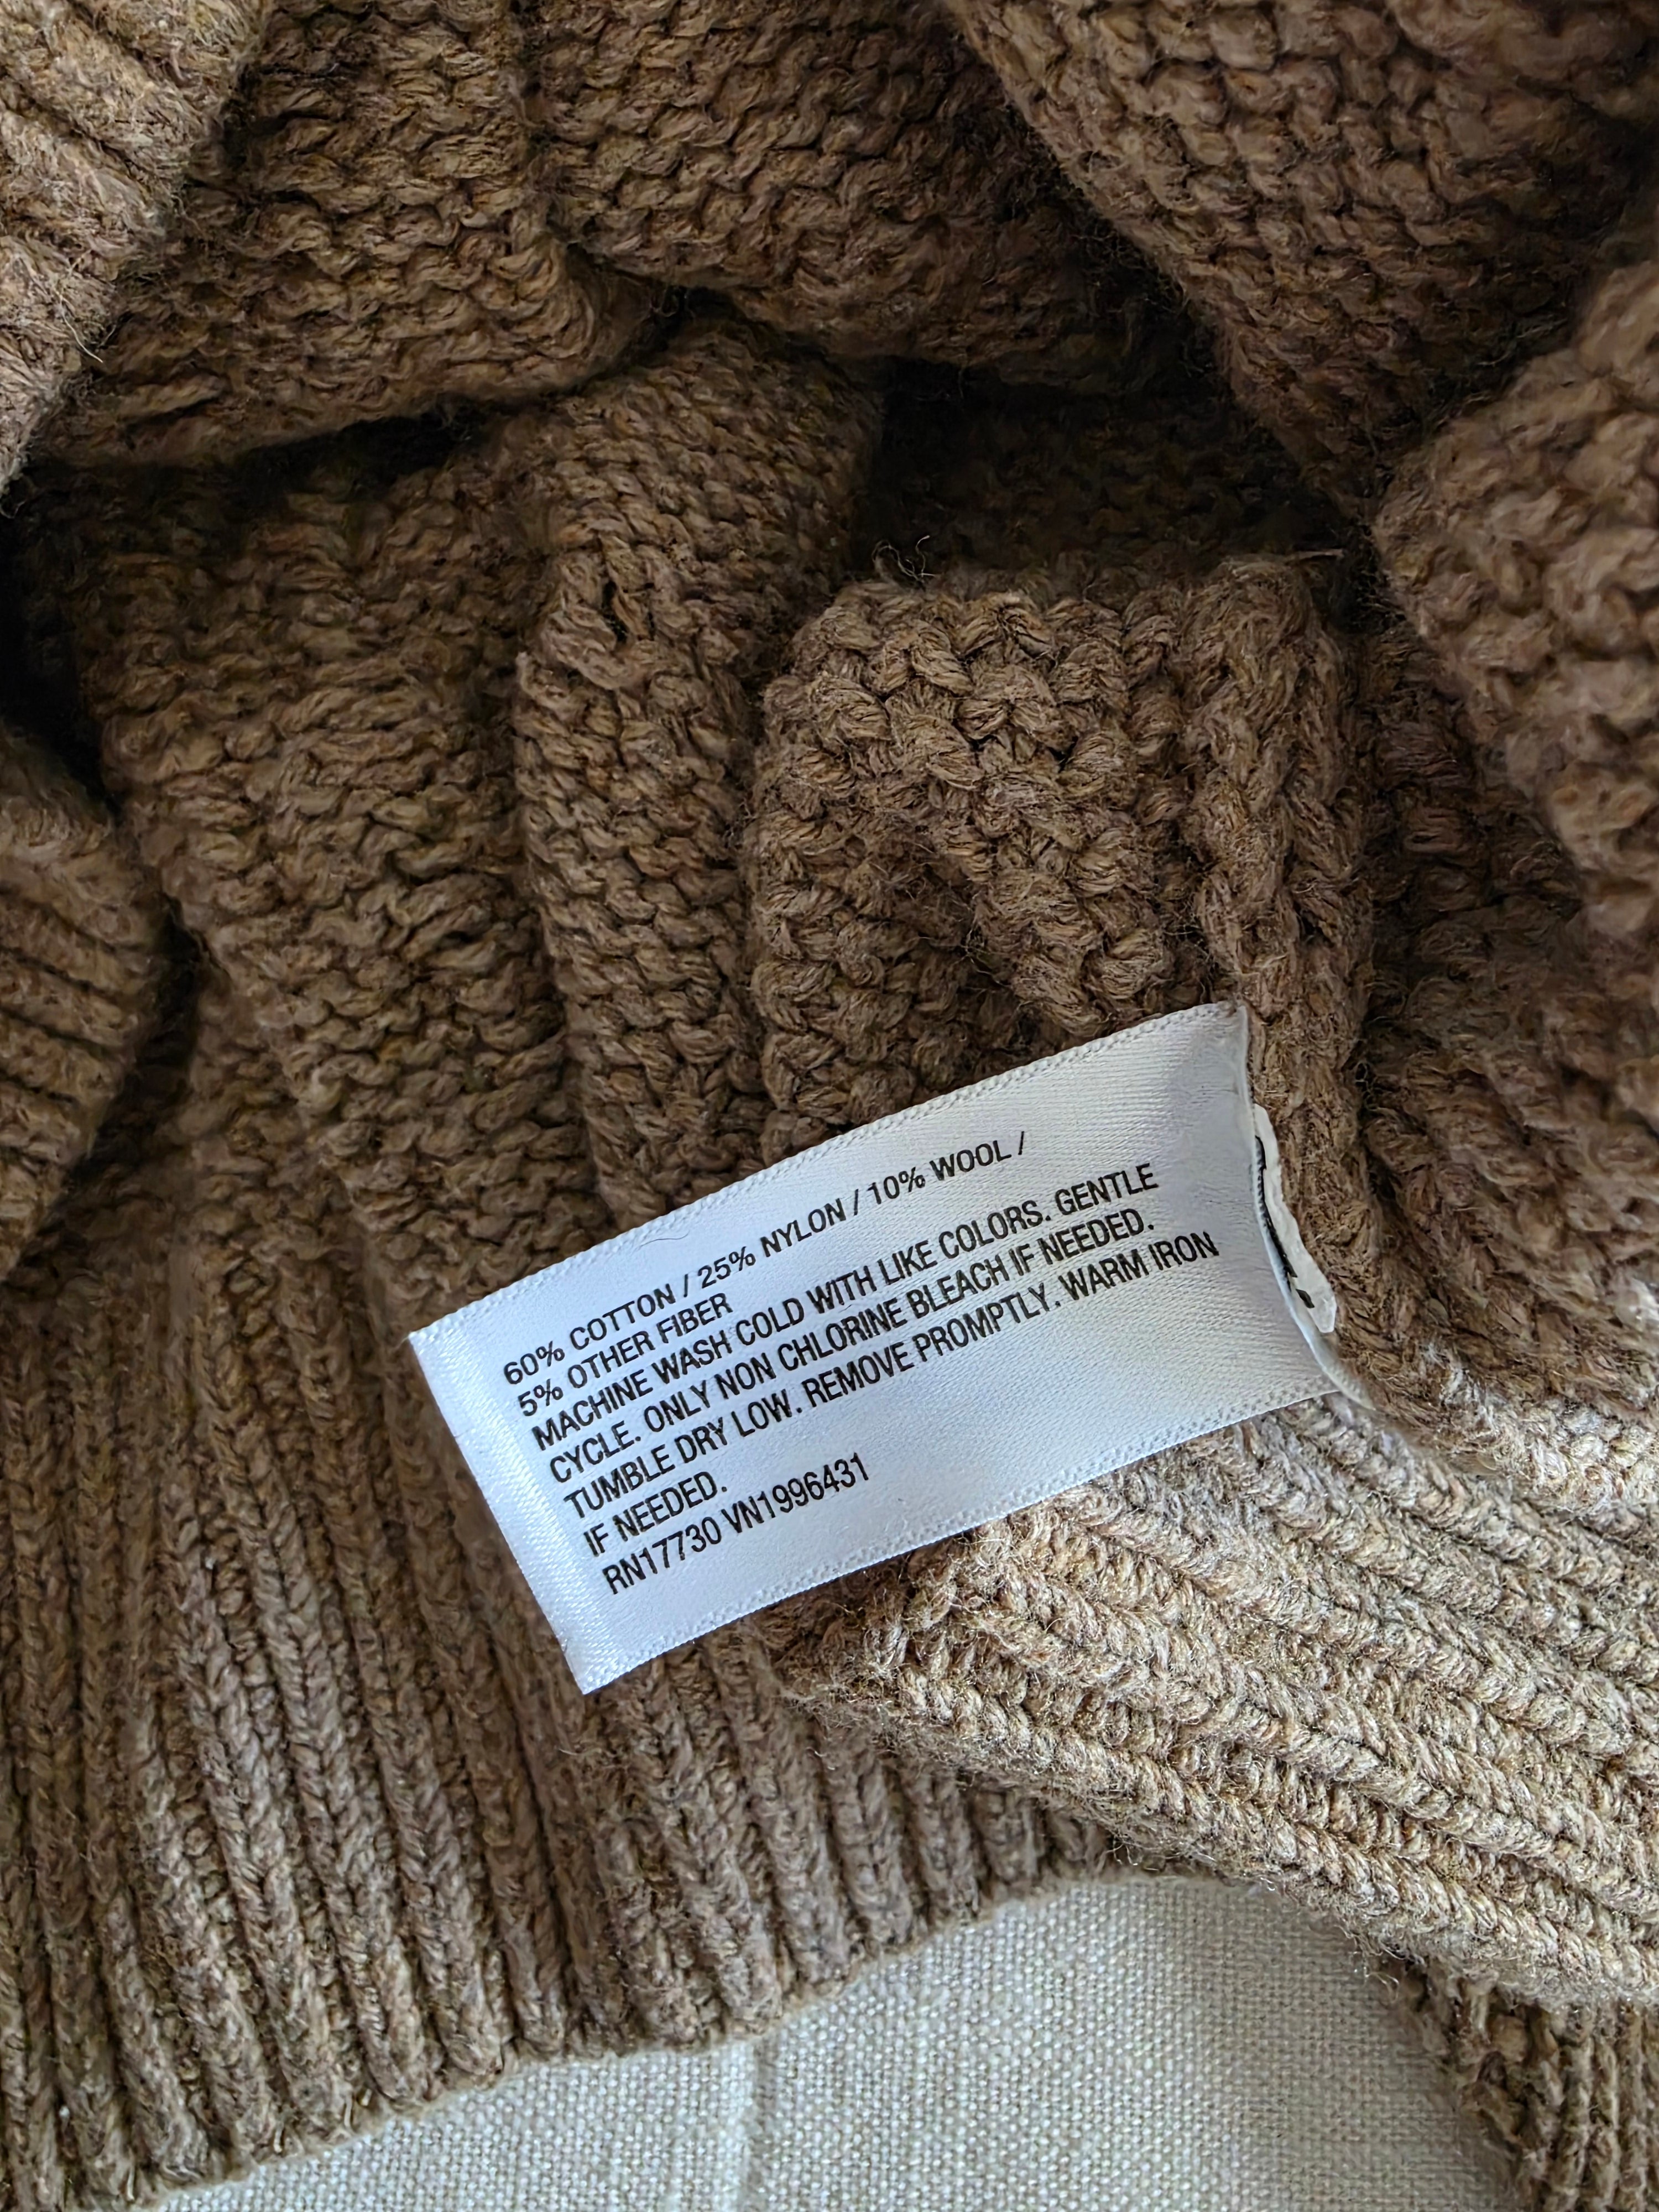 60% COTTON / 25% NYLON / 10% WOOL /
5% OTHER FIBER
MACHINE WASH COLD WITH LIKE COLORS. GENTLE
CYCLE. ONLY NON CHLORINE BLEACH IF NEEDED.
TUMBLE DRY LOW. REMOVE PROMPTLY. WARM IRON
IF NEEDED.
RN17730 VN1996431